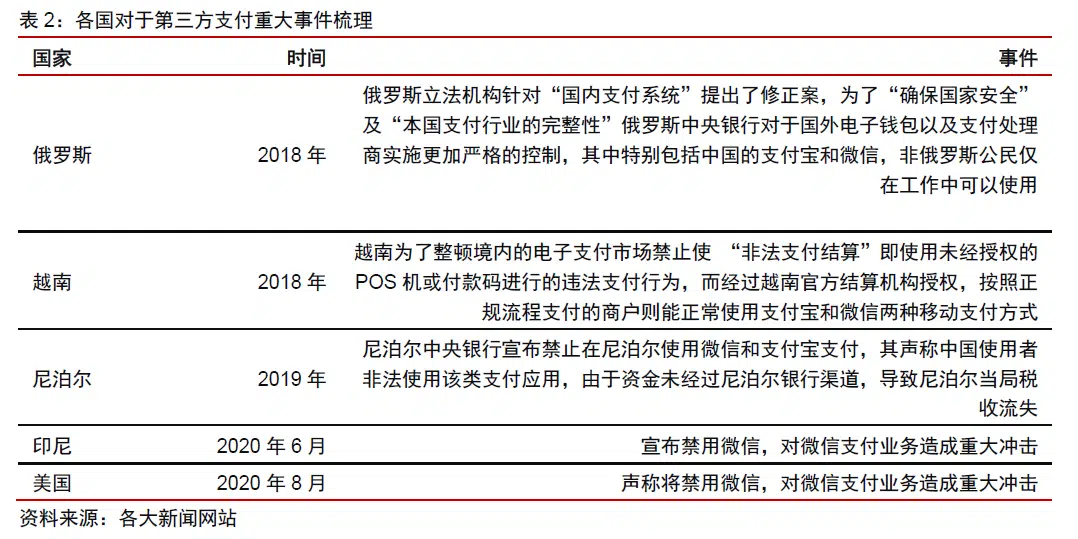 表 2：各国对于第三方支付重大事件梳理
国家 时间 事件
俄罗斯立法机构针对“国内支付系统”提出了修正案，为了“确保国家安全”
及“本国支付行业的完整性”俄罗斯中央银行对于国外电子钱包以及支付处理
俄罗斯 2018 年 商实施更加严格的控制，其中特别包括中国的支付宝和微信，非俄罗斯公民仅
在工作中可以使用
越南为了整顿境内的电子支付市场禁止使 “非法支付结算”即使用未经授权的
越南 2018 年 POS 机或付款码进行的违法支付行为，而经过越南官方结算机构授权，按照正
规流程支付的商户则能正常使用支付宝和微信两种移动支付方式
尼泊尔中央银行宣布禁止在尼泊尔使用微信和支付宝支付，其声称中国使用者
尼泊尔 2019 年 非法使用该类支付应用，由于资金未经过尼泊尔银行渠道，导致尼泊尔当局税
收流失
印尼 2020 年 6 月 宣布禁用微信，对微信支付业务造成重大冲击
美国 2020 年 8 月 声称将禁用微信，对微信支付业务造成重大冲击
资料来源：各大新闻网站